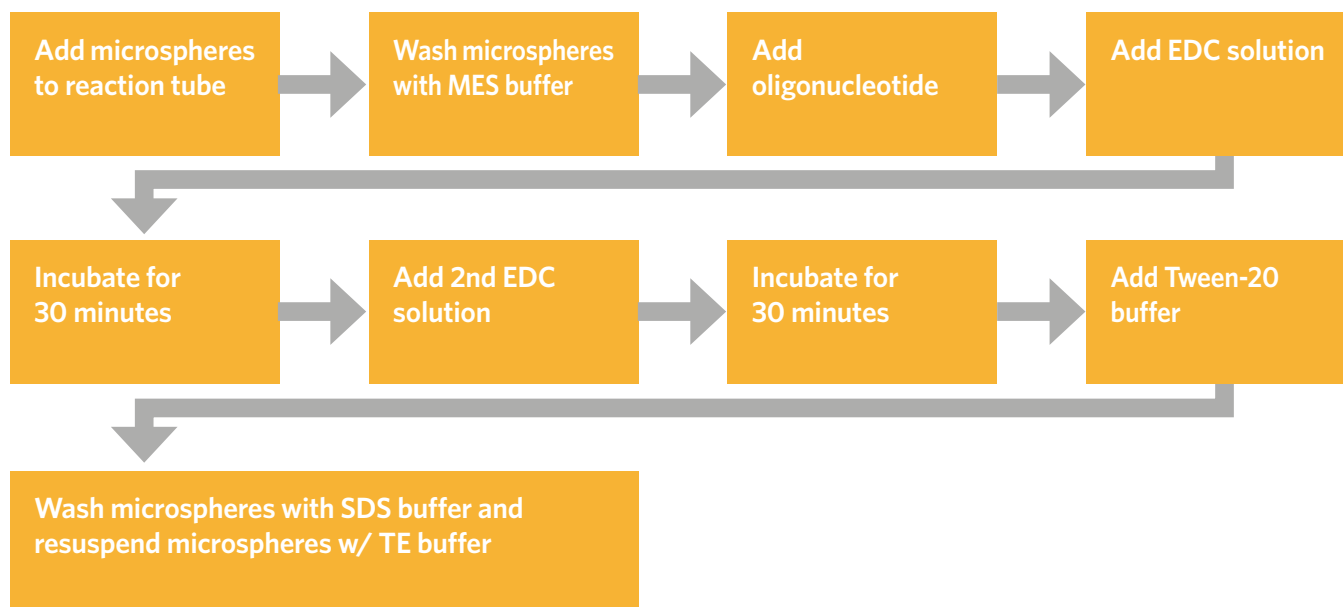 Add microspheres
to reaction tube
Wash microspheres
with MES buffer
Add
oligonucleotide
Add EDC solution
Incubate for
30 minutes
Add 2nd EDC
solution
Incubate for
30 minutes
Add Tween-20
buffer
Wash microspheres with SDS buffer and
resuspend microspheres w/ TE buffer